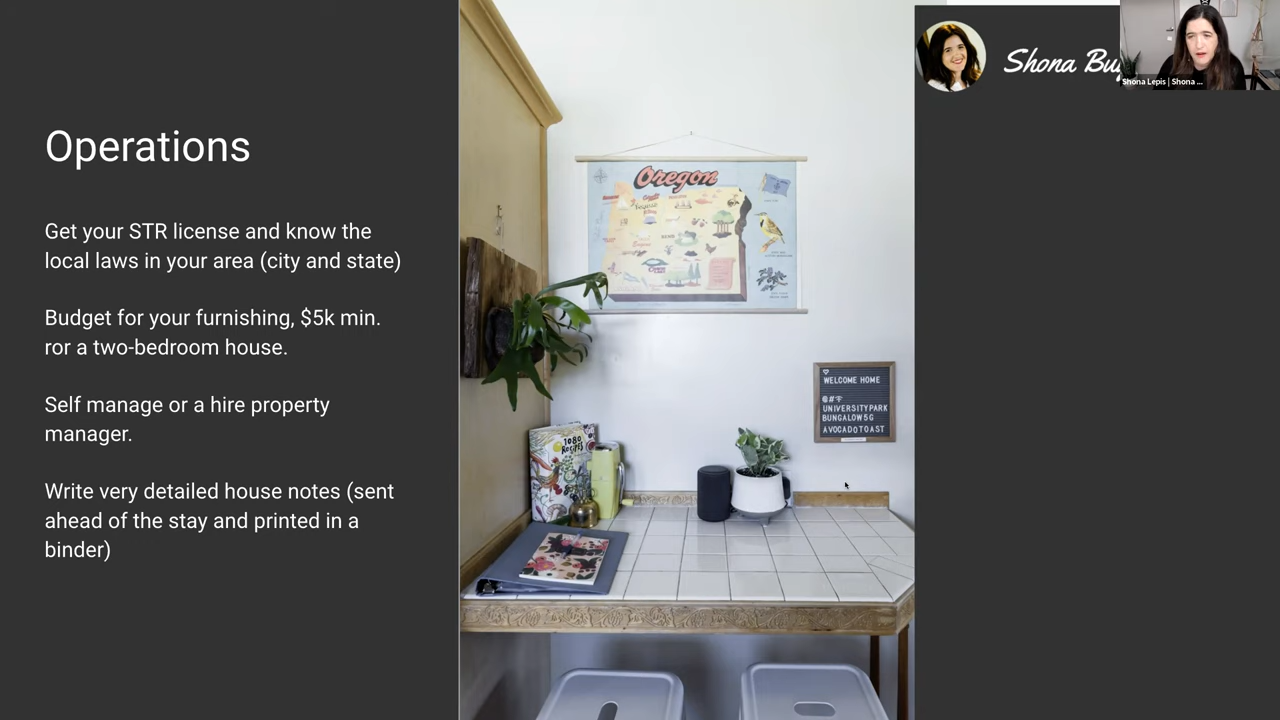 Operations
Get your STR license and know the
local laws in your area (city and state)
Budget for your furnishing, $5k min.
ror a two-bedroom house.
Self manage or a hire property
manager.
Write very detailed house notes (sent
ahead of the stay and printed in a
binder)
Shona
Shona Lepis | Shona ...
Oregon
1080
Recipes
WELCOME HOME
@#
UNIVERSITYPARK
BUNGALOW5G
AVOCADOTOAST